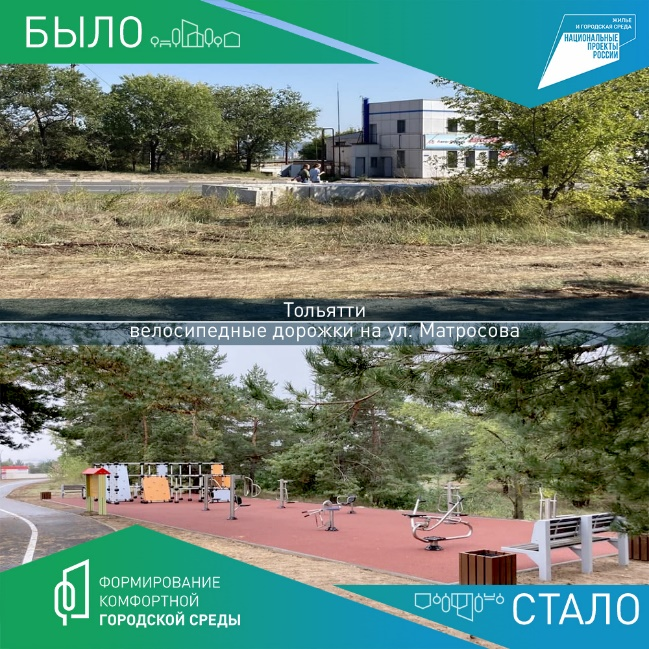 БЫЛО
ЖИЛЬЕ
И ГОРОДСКАЯ СРЕДА
НАЦИОНАЛЬНЫЕ
ПРОЕКТЫ
РОССИИ
Тольятти
велосипедные дорожки на ул. Матросова
ФОРМИРОВАНИЕ
КОМФОРТНОЙ
ГОРОДСКОЙ СРЕДЫ
СТАЛО